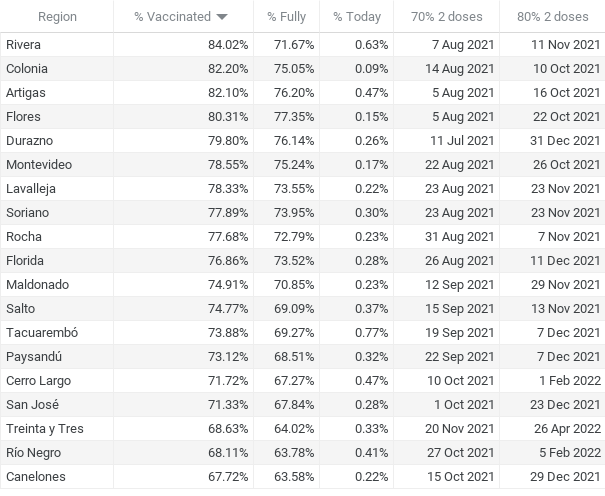 Region % Vaccinated % Fully % Today 70% 2 doses 80% 2 doses
Rivera 84.02% 71.67% 0.63% 7 Aug 2021 11 Nov 2021
Colonia 82.20% 75.05% 0.09% 14 Aug 2021 10 Oct 2021
Artigas 82.10% 76.20% 0.47% 5 Aug 2021 16 Oct 2021
Flores 80.31% 77.35% 0.15% 5 Aug 2021 22 Oct 2021
Durazno 79.80% 76.14% 0.26% 11 Jul 2021 31 Dec 2021
Montevideo 78.55% 75.24% 0.17% 22 Aug 2021 26 Oct 2021
Lavalleja 78.33% 73.55% 0.22% 23 Aug 2021 23 Nov 2021
Soriano 77.89% 73.95% 0.30% 23 Aug 2021 23 Nov 2021
Rocha 77.68% 72.79% 0.23% 31 Aug 2021 7 Nov 2021
Florida 76.86% 73.52% 0.28% 26 Aug 2021 11 Dec 2021
Maldonado 74.91% 70.85% 0.23% 12 Sep 2021 29 Nov 2021
Salto 74.77% 69.09% 0.37% 15 Sep 2021 13 Nov 2021
Tacuarembó 73.88% 69.27% 0.77% 19 Sep 2021 7 Dec 2021
Paysandú 73.12% 68.51% 0.32% 22 Sep 2021 7 Dec 2021
Cerro Largo 71.72% 67.27% 0.47% 10 Oct 2021 1 Feb 2022
San José 71.33% 67.84% 0.28% 1 Oct 2021 23 Dec 2021
Treinta y Tres 68.63% 64.02% 0.33% 20 Nov 2021 26 Apr 2022
Río Negro 68.11% 63.78% 0.41% 27 Oct 2021 5 Feb 2022
Canelones 67.72% 63.58% 0.22% 15 Oct 2021 29 Dec 2021